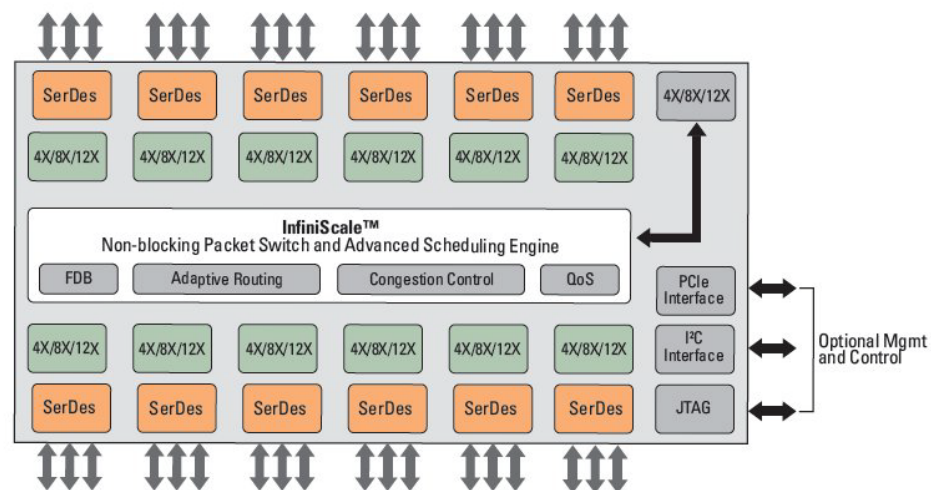 SerDes SerDes SerDes SerDes SerDes SerDes 4X/8X/12X
4X/8X/12X 4X/8X/12X 4X/8X/12X 4X/8X/12X 4X/8X/12X 4X/8X/12X
InfiniScale™
Non-blocking Packet Switch and Advanced Scheduling Engine
FDB Adaptive Routing Congestion Control QoS
PCIe
Interface
4X/8X/12X 4X/8X/12X 4X/8X/12X 4X/8X/12X 4X/8X/12X 4X/8X/12X
I²C
Interface
Optional Mgmt
and Control
SerDes SerDes SerDes SerDes SerDes SerDes JTAG